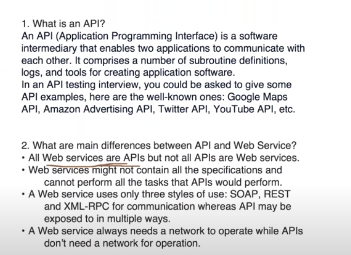 1. What is an API?
An API (Application Programming Interface) is a software
intermediary that enables two applications to communicate with
each other. It comprises a number of subroutine definitions,
logs, and tools for creating application software.
In an API testing interview, you could be asked to give some
API examples, here are the well-known ones: Google Maps
API, Amazon Advertising API, Twitter API, YouTube API, etc.
2. What are main differences between API and Web Service?
• All Web services are APIs but not all APIs are Web services.
• Web services might not contain all the specifications and
cannot perform all the tasks that APIs would perform.
• A Web service uses only three styles of use: SOAP, REST
and XML-RPC for communication whereas API may be
exposed to in multiple ways.
• A Web service always needs a network to operate while APIs
don't need a network for operation.